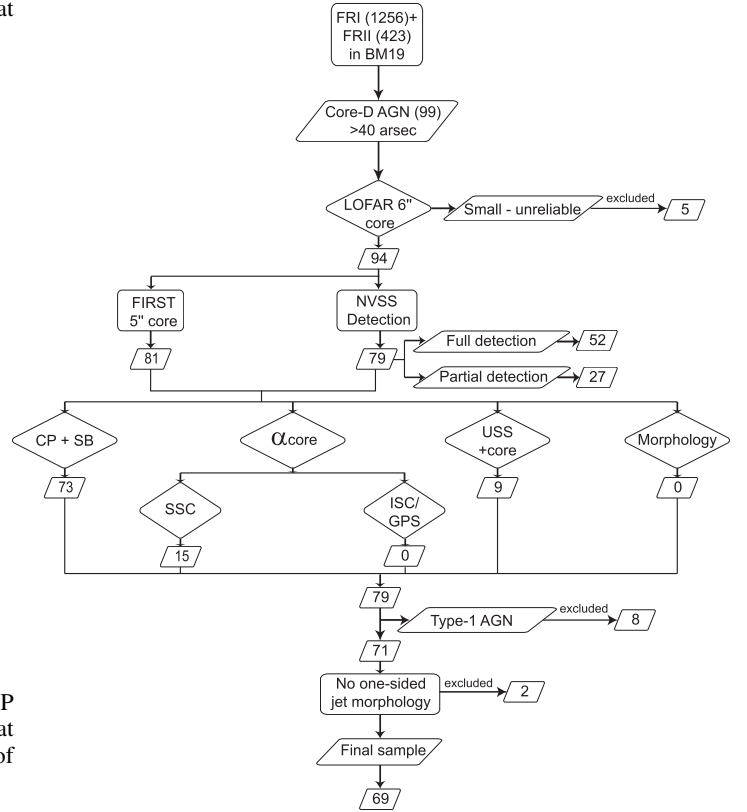 at
FRI (1256)+
FRII (423)
in BM19
Core-D AGN (99)
>40 arsec
LOFAR 6"
core
Small - unreliable
excluded
5
94
FIRST
5" core
NVSS
Detection
81
79
Full detection
52
Partial detection
27
CP + SB
αcore
USS
+core
Morphology
73
9
0
SSC
ISC/
GPS
15
0
79
Type-1 AGN
excluded
8
71
No one-sided
jet morphology
excluded
2
P
at
of
Final sample
69